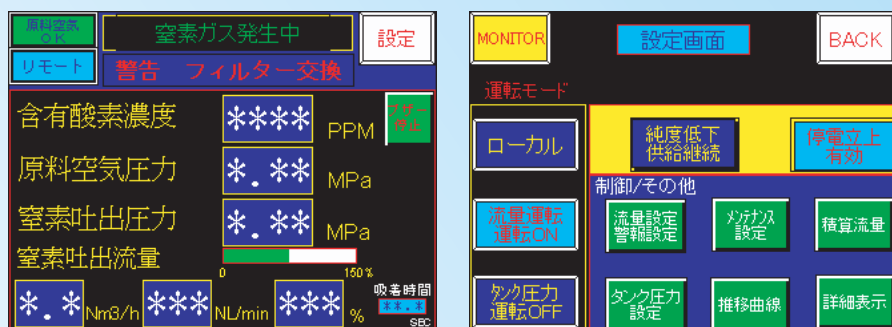 原料空気
OK
窒素ガス発生中
設定
リモート
警告 フィルター交換
含有酸素濃度
****
PPM
ブザー
停止
原料空気圧力
*.**
MPa
窒素吐出圧力
*.**
MPa
窒素吐出流量
0
150%
吸着時間
**.*
SEC
*.*
Nm3/h
***
NL/min
***
%
MONITOR
設定画面
BACK
運転モード
ローカル
純度低下
供給継続
停電立上
有効
制御/その他
流量運転
運転ON
流量設定
警報設定
メンテナンス
設定
積算流量
タンク圧力
運転OFF
タンク圧力
設定
推移曲線
詳細表示